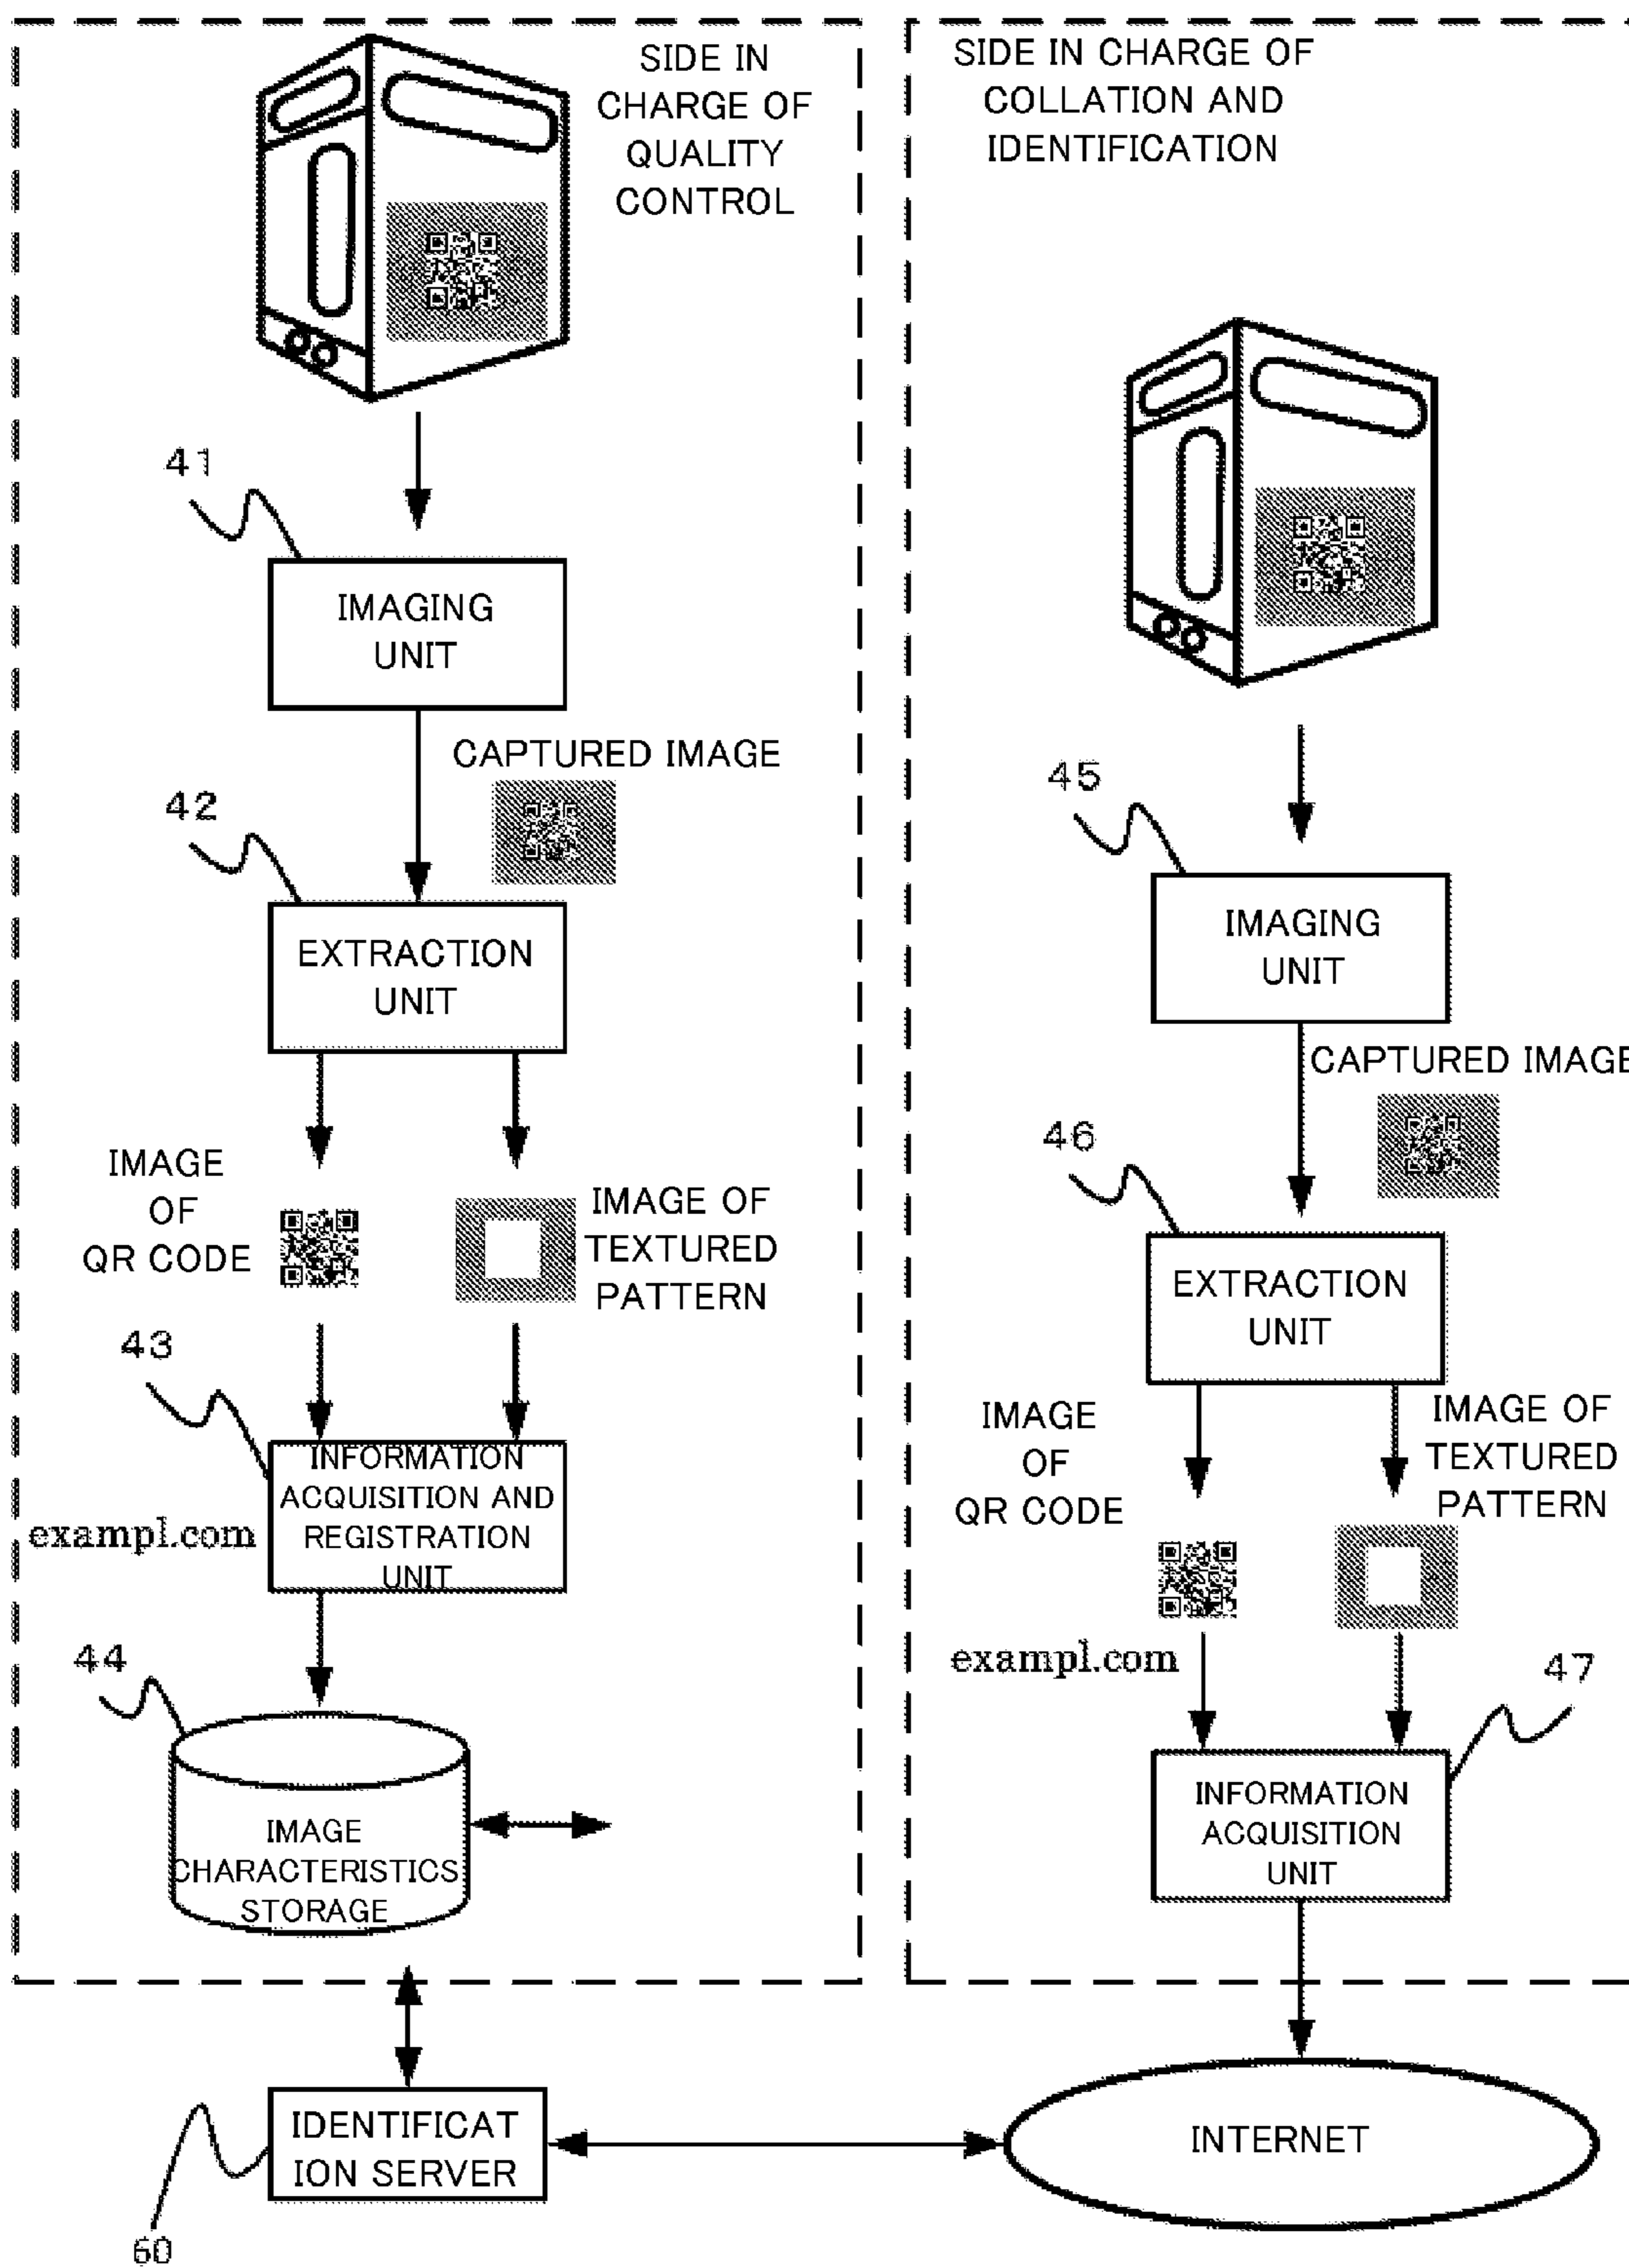 SIDE IN
CHARGE OF
QUALITY
CONTROL
41
IMAGING
UNIT
CAPTURED IMAGE
42
EXTRACTION
UNIT
IMAGE
OF
QR CODE
IMAGE OF
TEXTURED
PATTERN
43
INFORMATION
ACQUISITION AND
REGISTRATION
UNIT
exampl.com
44
IMAGE
CHARACTERISTICS
STORAGE
SIDE IN CHARGE OF
COLLATION AND
IDENTIFICATION
45
IMAGING
UNIT
CAPTURED IMAGE
46
EXTRACTION
UNIT
IMAGE
OF
QR CODE
IMAGE OF
TEXTURED
PATTERN
exampl.com
47
INFORMATION
ACQUISITION
UNIT
IDENTIFICAT
ION SERVER
60
INTERNET